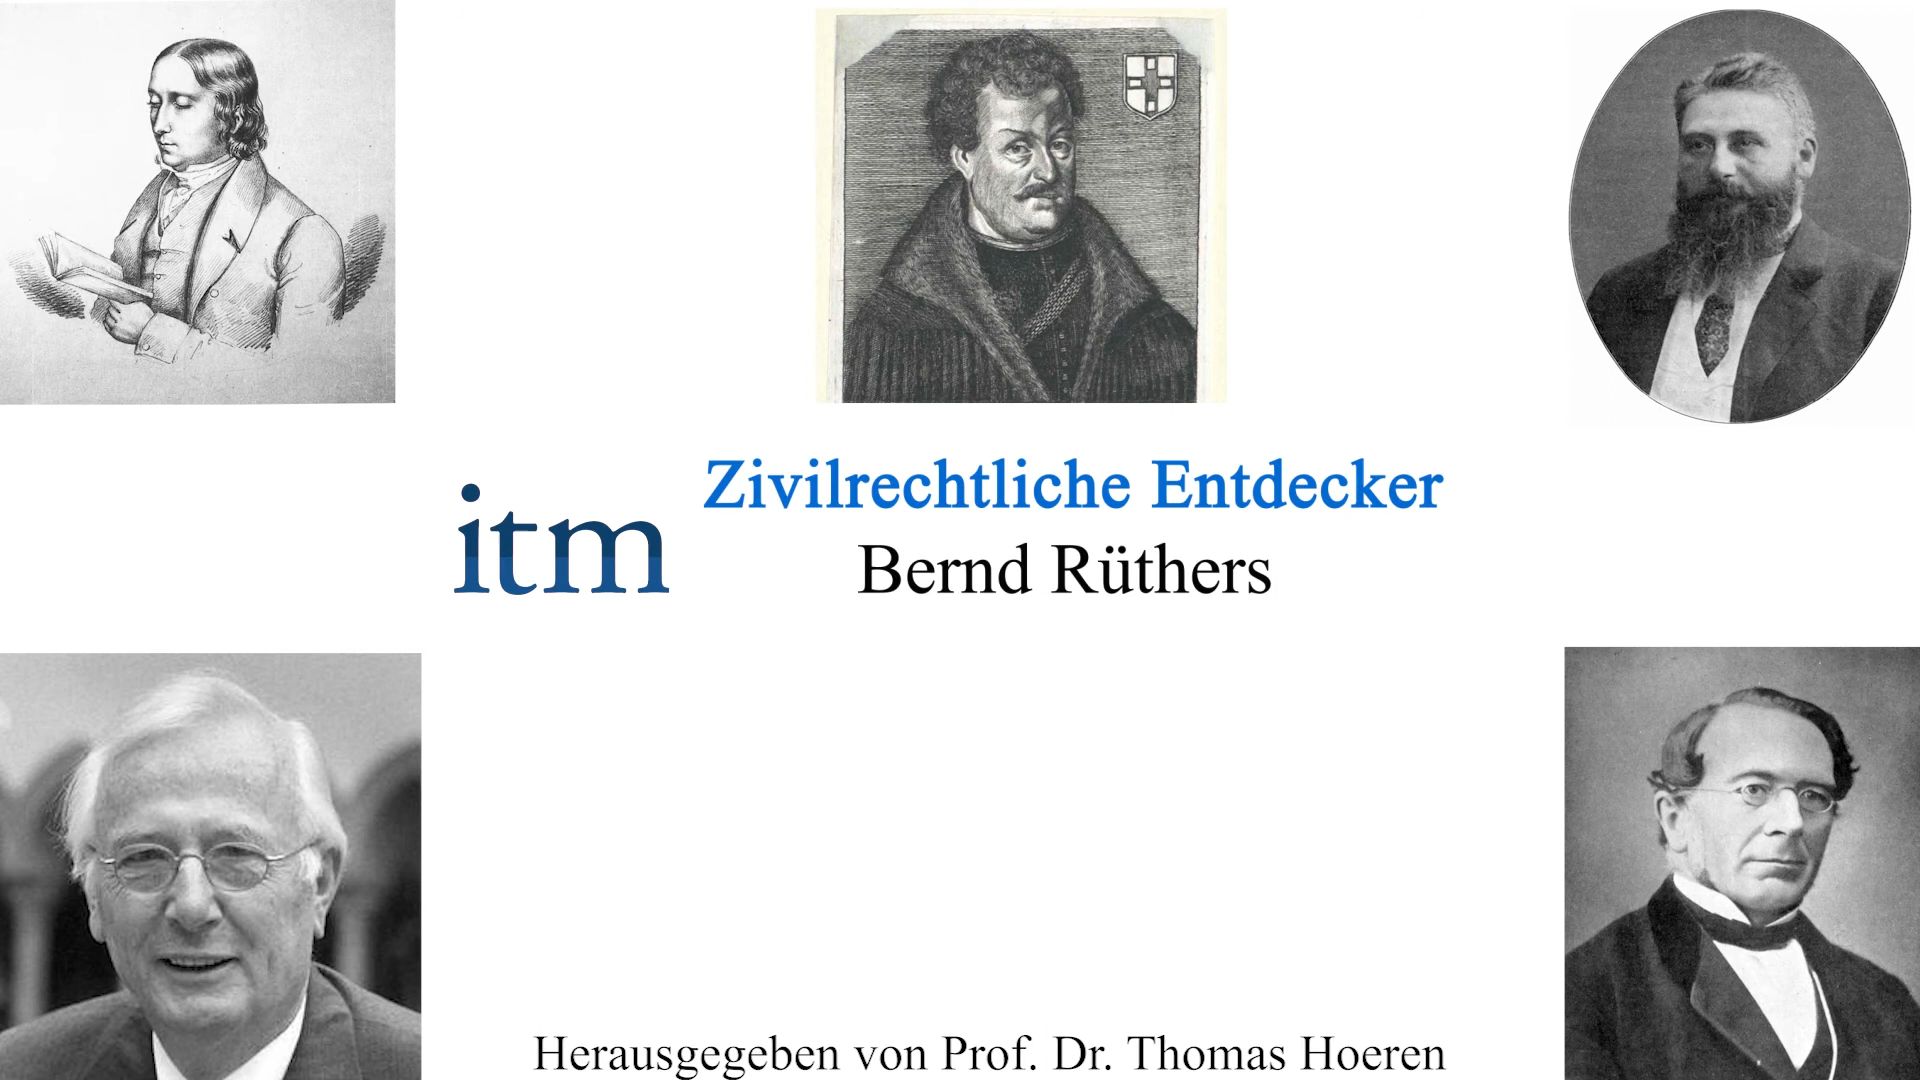 Zivilrechtliche Entdecker
itm
Bernd Rüthers
Herausgegeben von Prof. Dr. Thomas Hoeren